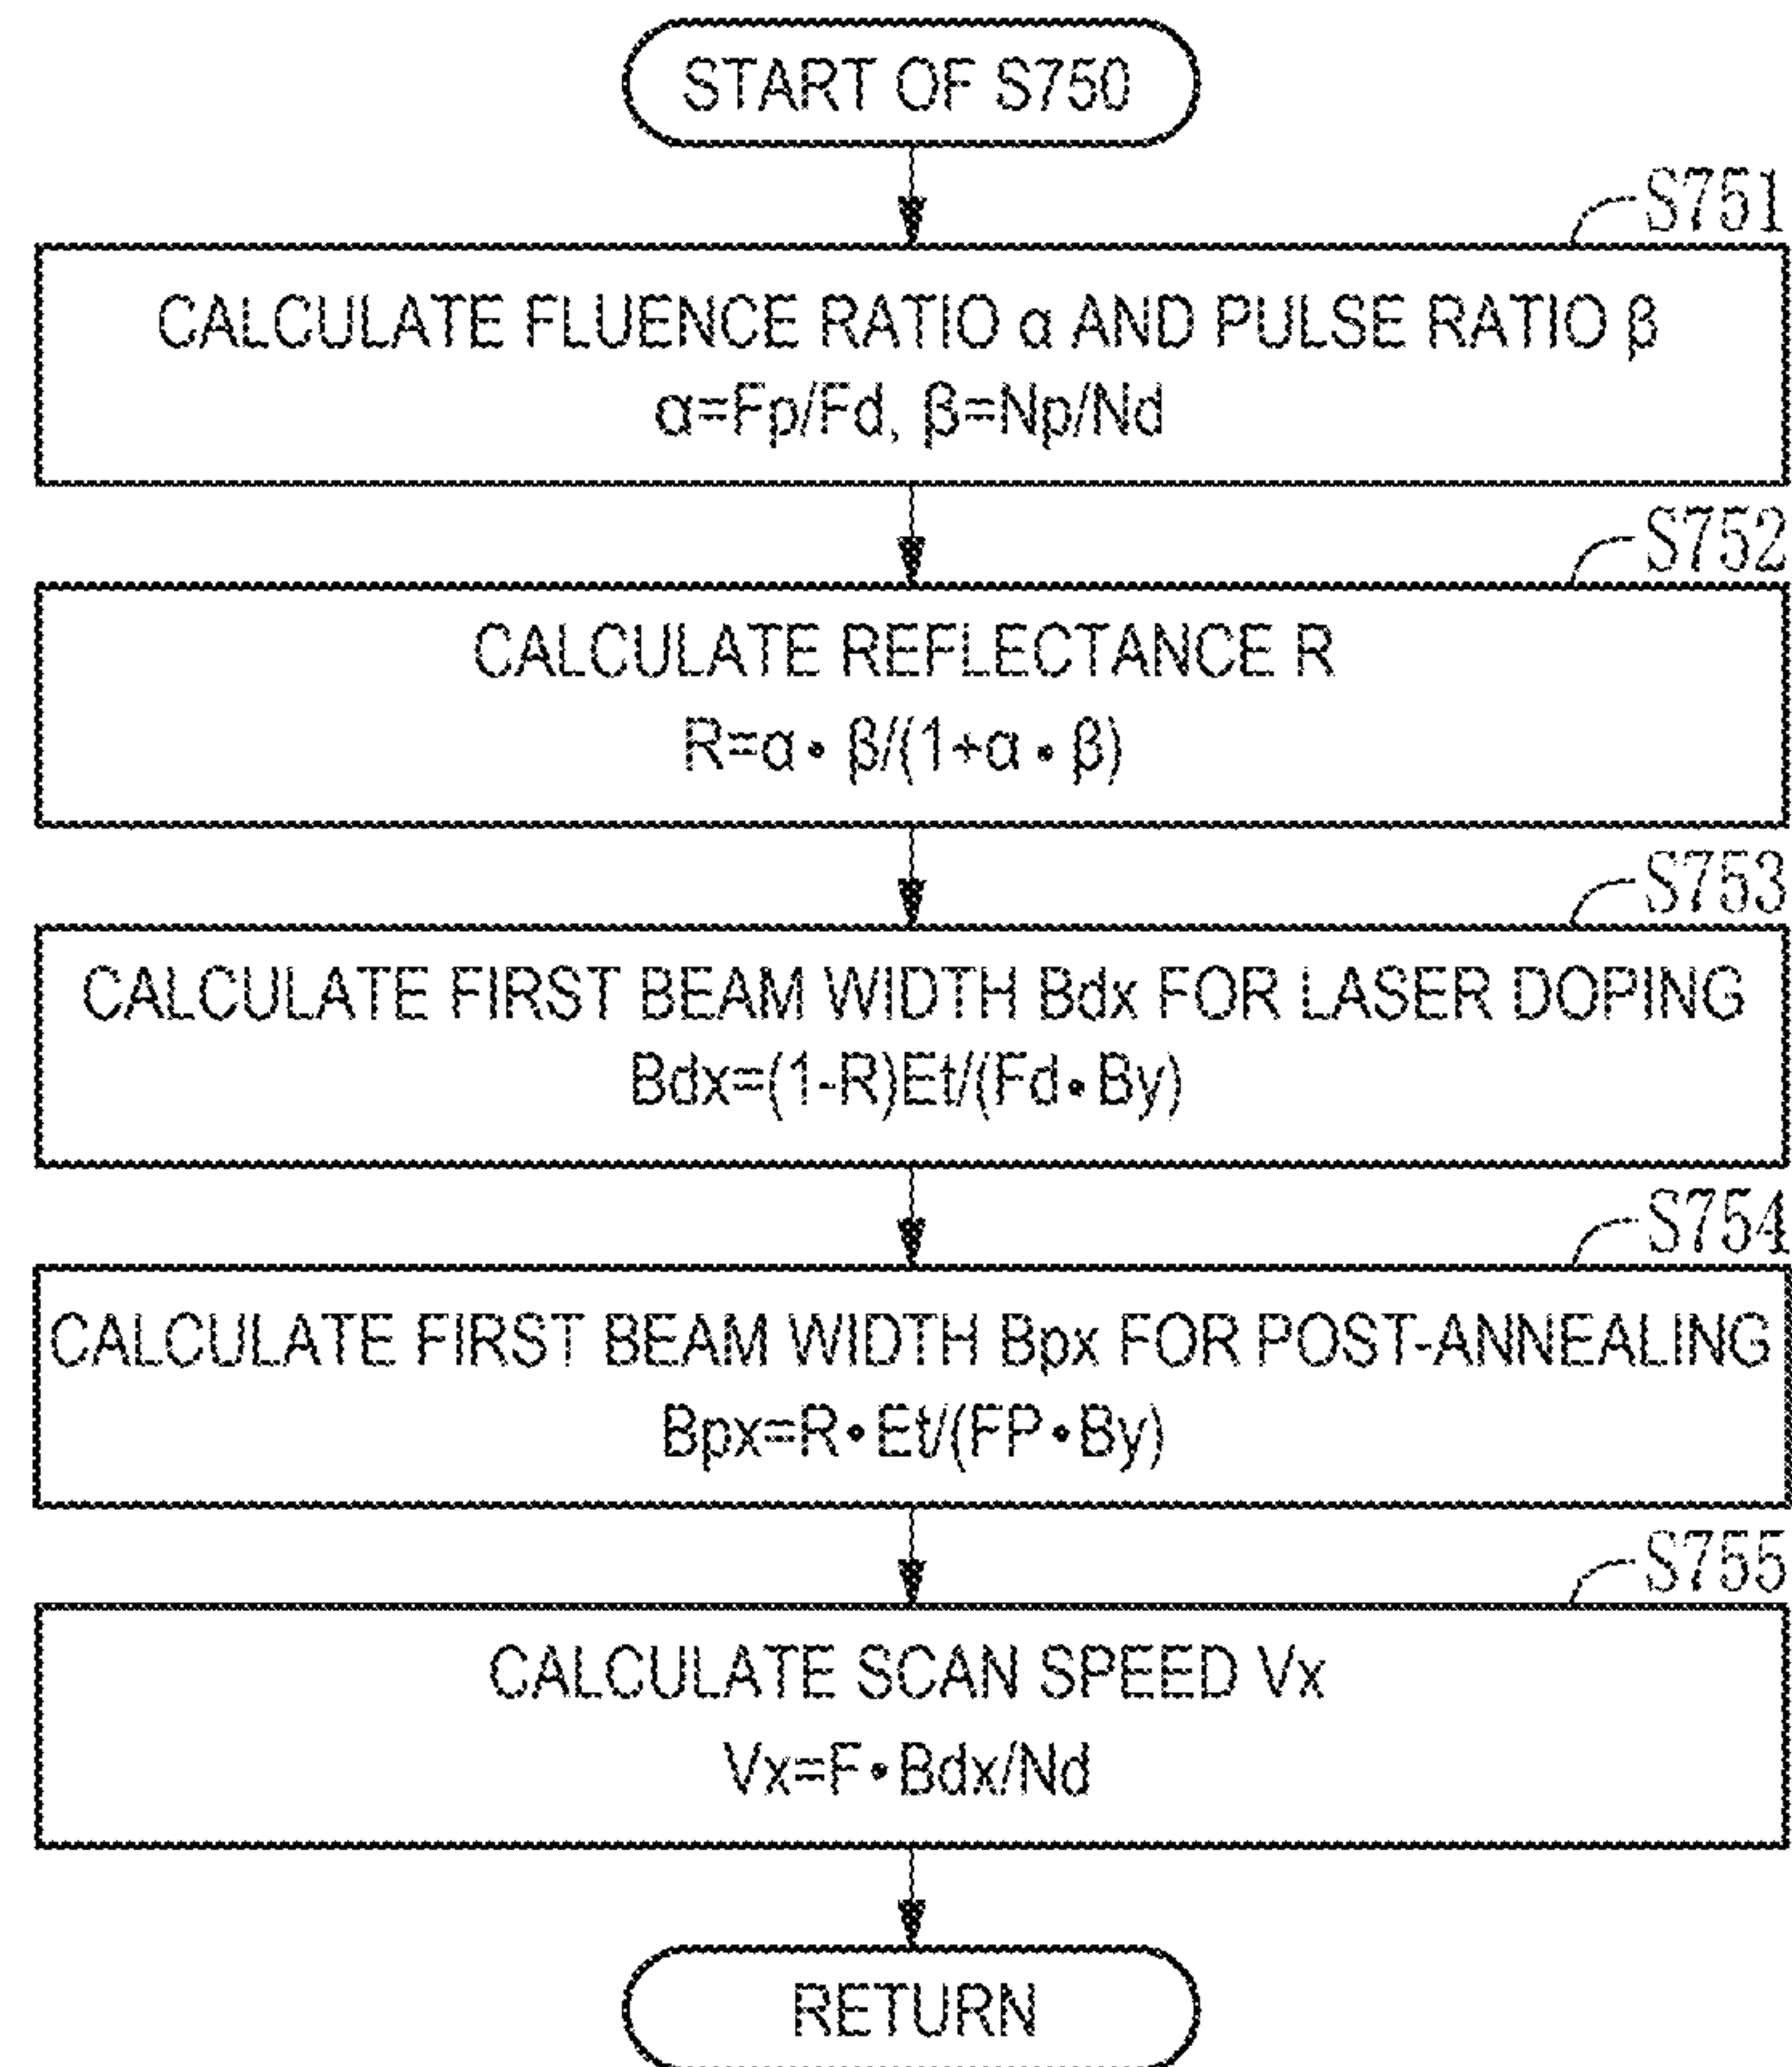 START OF S750
S751
CALCULATE FLUENCE RATIO α AND PULSE RATIO β
α=Fp/Fd, β=Np/Nd
S752
CALCULATE REFLECTANCE R
R=α・β/(1+α・β)
S753
CALCULATE FIRST BEAM WIDTH Bdx FOR LASER DOPING
Bdx=(1-R)Et/(Fd・By)
S754
CALCULATE FIRST BEAM WIDTH Bpx FOR POST-ANNEALING
Bpx=R・Et/(FP・By)
S755
CALCULATE SCAN SPEED Vx
Vx=F・Bdx/Nd
RETURN